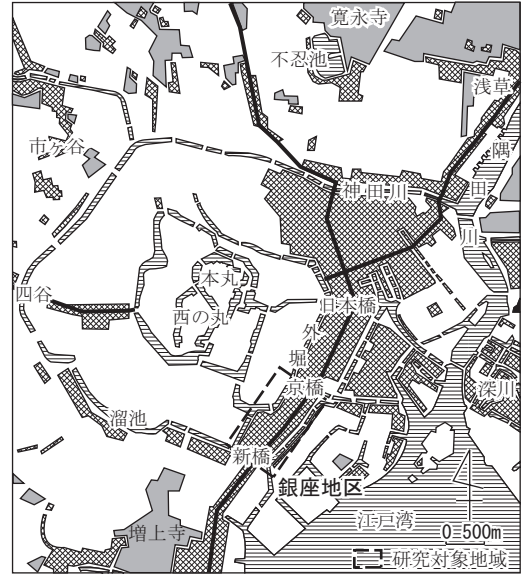 寛永寺
不忍池
浅草
市ヶ谷
隅田川
神田川
本丸
四谷
日本橋
西の丸
外堀
京橋
深川
溜池
新橋
銀座地区
江戸湾
増上寺
0 500m
研究対象地域